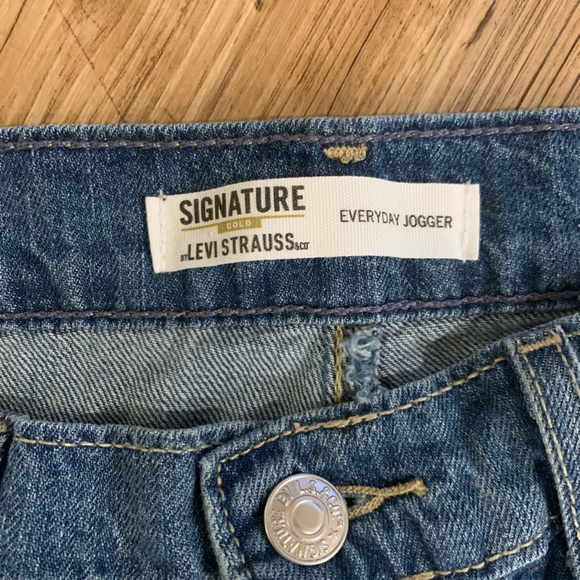 SIGNATURE
GOLD
BY LEVI STRAUSS & CO.
EVERYDAY JOGGER